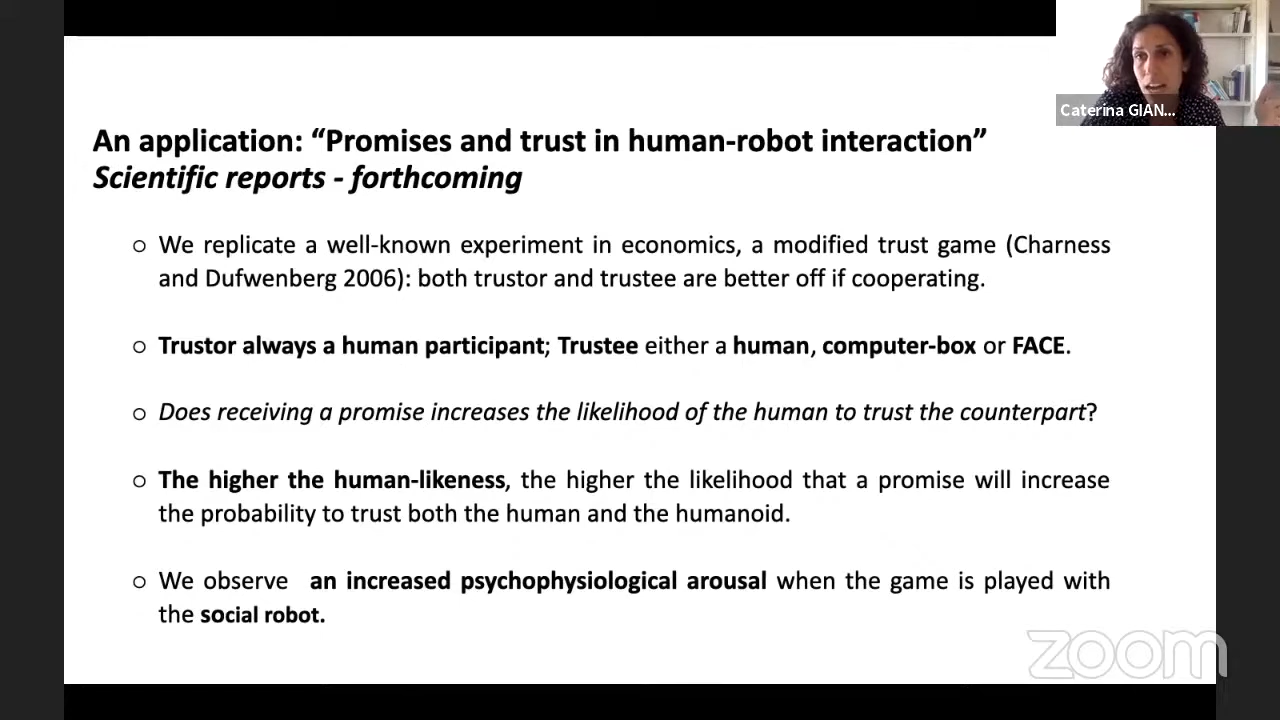 Caterina GIAN...
An application: “Promises and trust in human-robot interaction”
Scientific reports - forthcoming
○ We replicate a well-known experiment in economics, a modified trust game (Charness
and Dufwenberg 2006): both trustor and trustee are better off if cooperating.
○ Trustor always a human participant; Trustee either a human, computer-box or FACE.
○ Does receiving a promise increases the likelihood of the human to trust the counterpart?
○ The higher the human-likeness, the higher the likelihood that a promise will increase
the probability to trust both the human and the humanoid.
○ We observe an increased psychophysiological arousal when the game is played with
the social robot.
zoom